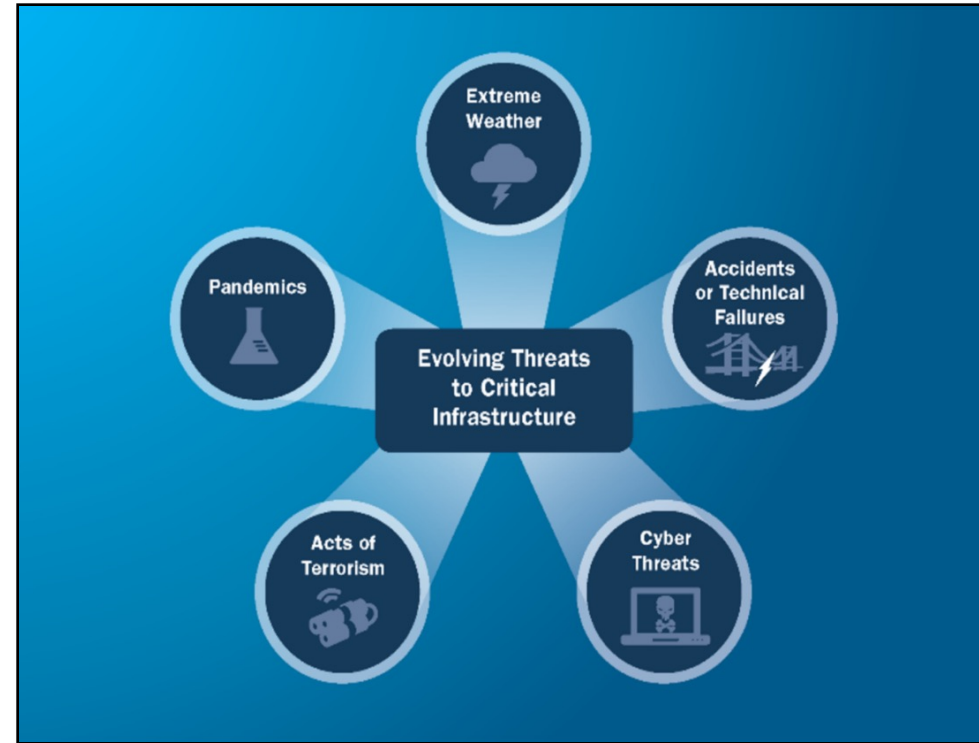 Extreme
Weather
Accidents
or Technical
Failures
Pandemics
Evolving Threats
to Critical
Infrastructure
Acts of
Terrorism
Cyber
Threats